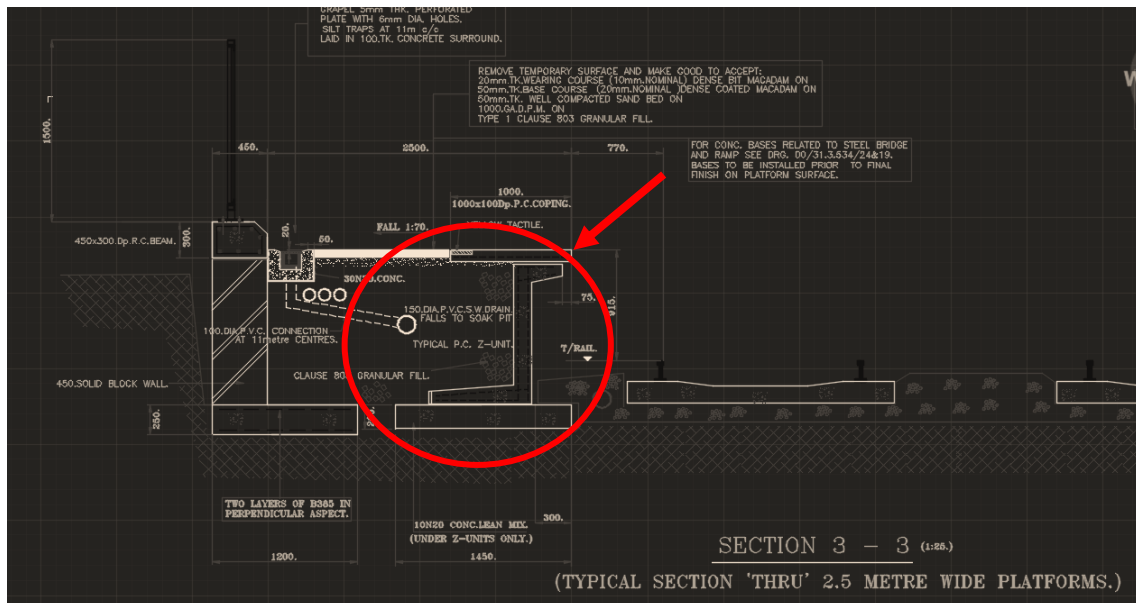 GRAPEL 5mm THK. PERFORATED
PLATE WITH 6mm DIA. HOLES.
SILT TRAPS AT 11m c/c
LAID IN 100.TK. CONCRETE SURROUND.
REMOVE TEMPORARY SURFACE AND MAKE GOOD TO ACCEPT:
20mm.TK.WEARING COURSE (10mm.NOMINAL) DENSE BIT MACADAM ON
50mm.TK.BASE COURSE (20mm.NOMINAL )DENSE COATED MACADAM ON
50mm.TK. WELL COMPACTED SAND BED ON
1000.GA.D.P.M. ON
TYPE 1 CLAUSE 803 GRANULAR FILL.
W
1500.
450.
2500.
770.
FOR CONC. BASES RELATED TO STEEL BRIDGE
AND RAMP SEE DRG. DO/31.3.534/24&19.
BASES TO BE INSTALLED PRIOR TO FINAL
FINISH ON PLATFORM SURFACE.
1000.
1000x100Dp.P.C.COPING.
FALL 1:70.
TACTILE.
450x300.Dp.R.C.BEAM.
300.
20.
50.
CONC.
75.
915.
150.DIA.P.V.C.S.W.DRAIN
FALLS TO SOAK PIT
100.DIA.P.V.C. CONNECTION
AT 11metre CENTRES.
TYPICAL P.C. Z-UNIT.
T/RAIL.
450.SOLID BLOCK WALL.
CLAUSE 803 GRANULAR FILL.
250.
TWO LAYERS OF B385 IN
PERPENDICULAR ASPECT.
10N20 CONC.LEAN MIX.
(UNDER Z-UNITS ONLY.)
300.
1200.
1450.
SECTION 3 - 3 (1:25.)
(TYPICAL SECTION 'THRU' 2.5 METRE WIDE PLATFORMS.)